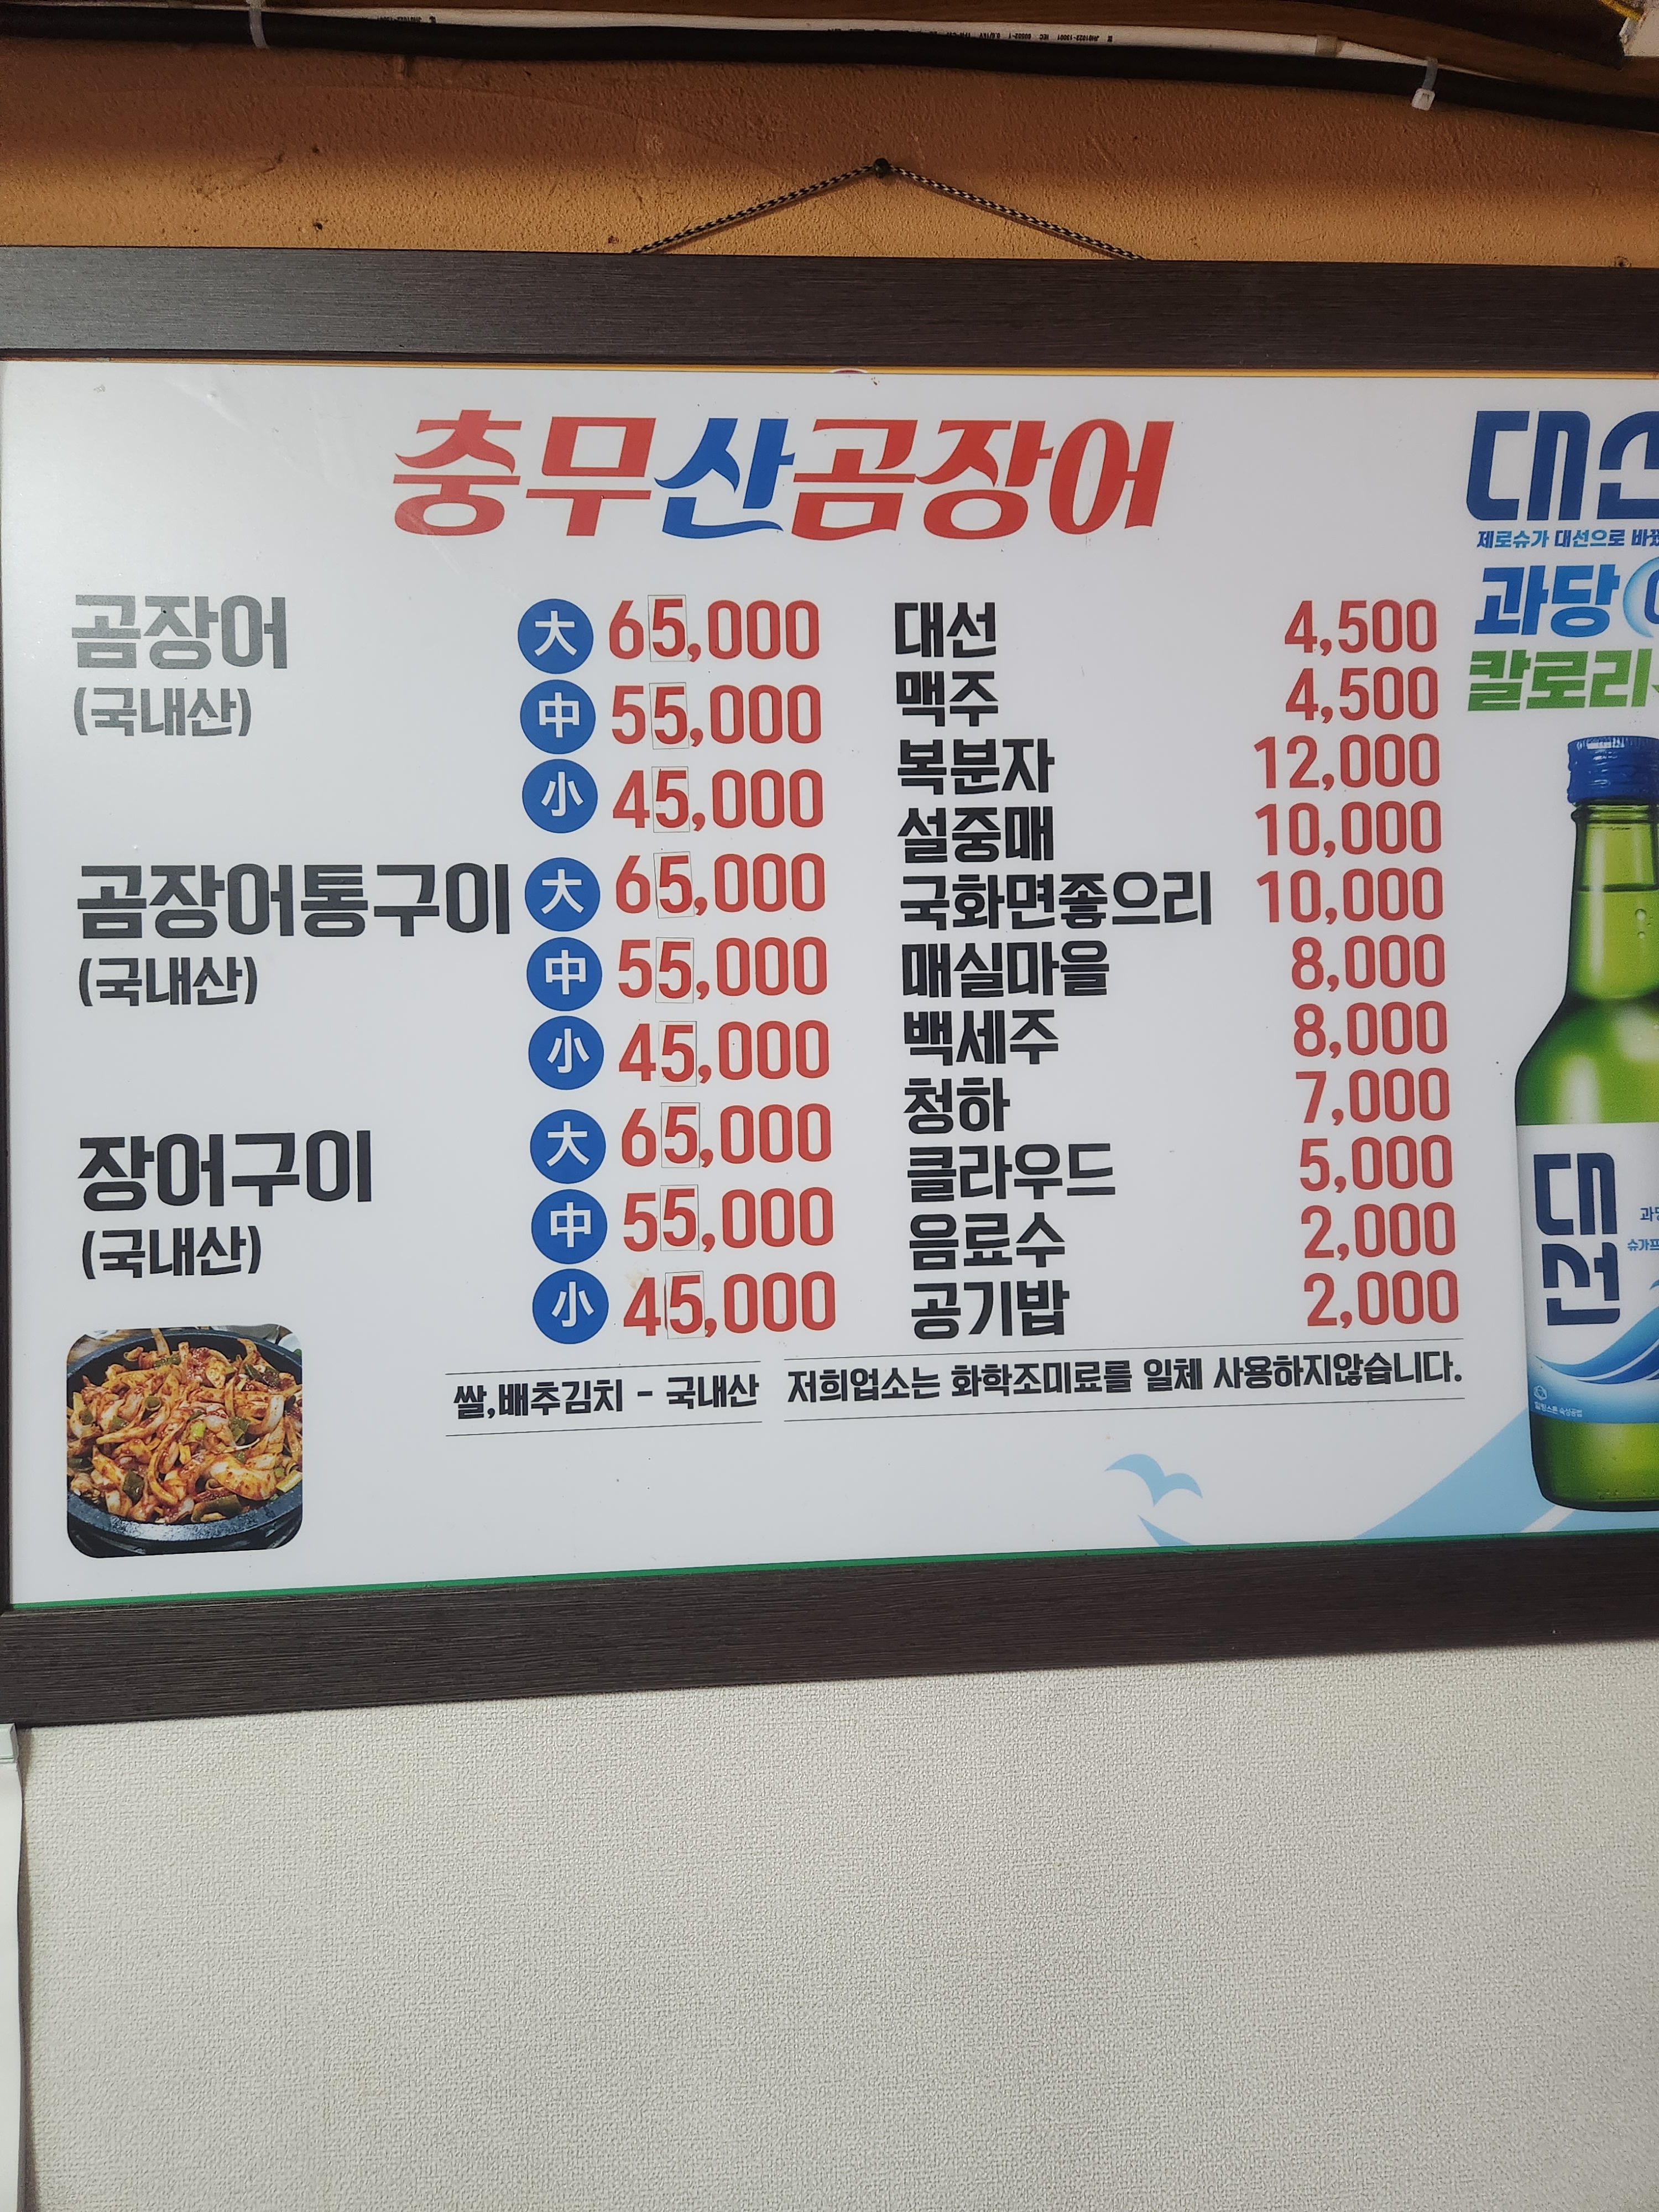 충무산곰장어
곰장어
(국내산)
大 65,000
中 55,000
小 45,000
곰장어통구이
(국내산)
大 65,000
中 55,000
小 45,000
장어구이
(국내산)
大 65,000
中 55,000
小 45,000
대선 4,500
맥주 4,500
복분자 12,000
설중매 10,000
국화면좋으리 10,000
매실마을 8,000
백세주 8,000
청하 7,000
클라우드 5,000
음료수 2,000
공기밥 2,000
쌀,배추김치 - 국내산
저희업소는 화학조미료를 일체 사용하지않습니다.
대선
제로슈가 대선으로
과당
칼로리
대선